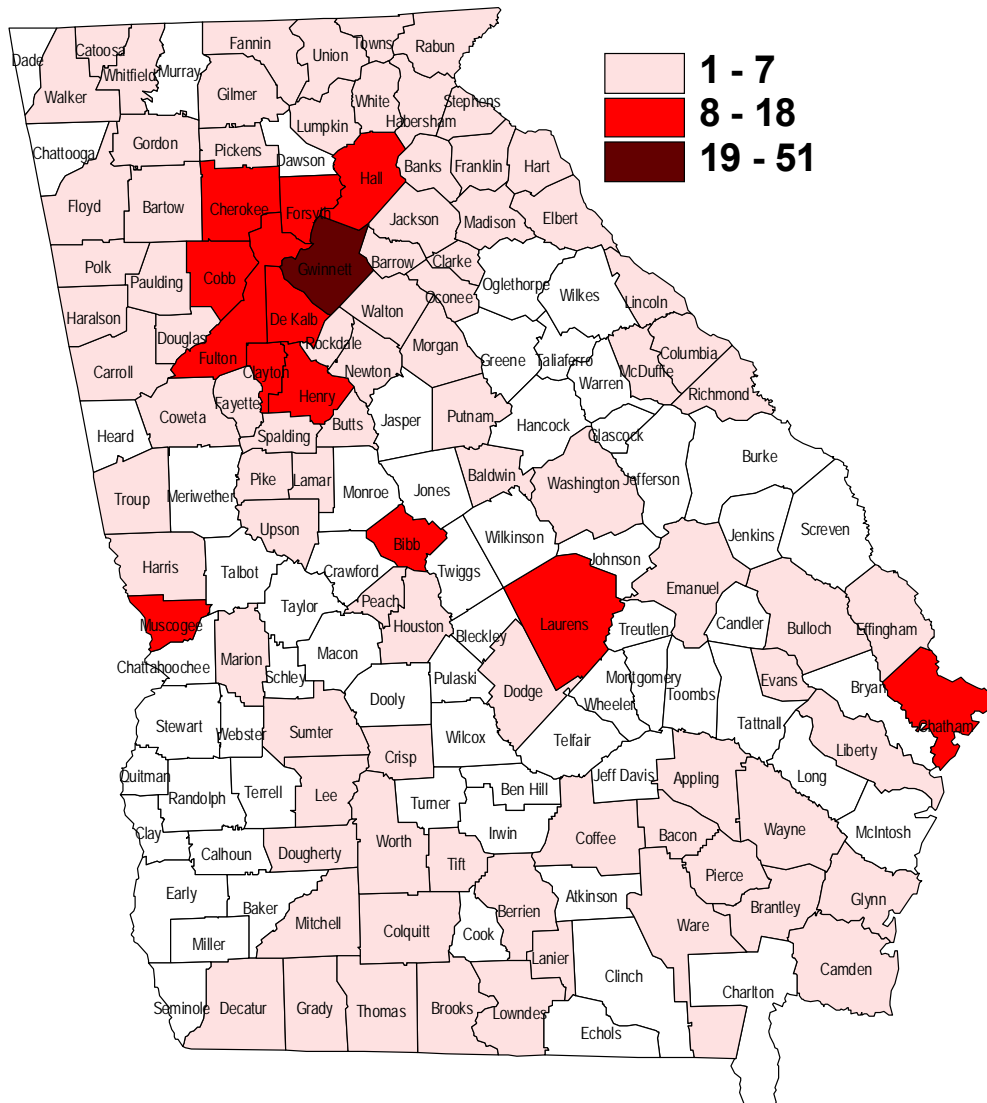 Dade
Catoosa
Whitfield
Murray
Fannin
Union
Towns
Rabun
1 - 7
Walker
Gilmer
White
Habersham
Stephens
8 - 18
Lumpkin
Chattooga
Gordon
Pickens
Dawson
19 - 51
Hall
Banks
Franklin
Hart
Floyd
Bartow
Cherokee
Forsyth
Jackson
Madison
Elbert
Polk
Paulding
Cobb
Gwinnett
Barrow
Clarke
Oconee
Oglethorpe
Wilkes
Lincoln
Haralson
Douglas
De Kalb
Walton
Rockdale
Morgan
Columbia
Carroll
Fulton
Clayton
Newton
Greene
Taliaferro
McDuffie
Warren
Richmond
Henry
Coweta
Fayette
Butts
Jasper
Putnam
Hancock
Glascock
Heard
Spalding
Burke
Troup
Meriwether
Pike
Lamar
Monroe
Jones
Baldwin
Washington
Jefferson
Upson
Jenkins
Screven
Bibb
Wilkinson
Johnson
Harris
Talbot
Crawford
Twiggs
Emanuel
Taylor
Peach
Houston
Laurens
Treutlen
Candler
Bulloch
Effingham
Muscogee
Bleckley
Chattahoochee
Marion
Schley
Macon
Pulaski
Dodge
Montgomery
Toombs
Evans
Bryan
Dooly
Wheeler
Tattnall
Chatham
Stewart
Webster
Sumter
Wilcox
Telfair
Liberty
Crisp
Quitman
Randolph
Terrell
Lee
Turner
Ben Hill
Jeff Davis
Appling
Long
Clay
Calhoun
Dougherty
Worth
Irwin
Coffee
Bacon
Wayne
McIntosh
Tift
Pierce
Early
Baker
Atkinson
Brantley
Glynn
Mitchell
Colquitt
Berrien
Cook
Ware
Miller
Lanier
Clinch
Camden
Charlton
Seminole
Decatur
Grady
Thomas
Brooks
Lowndes
Echols